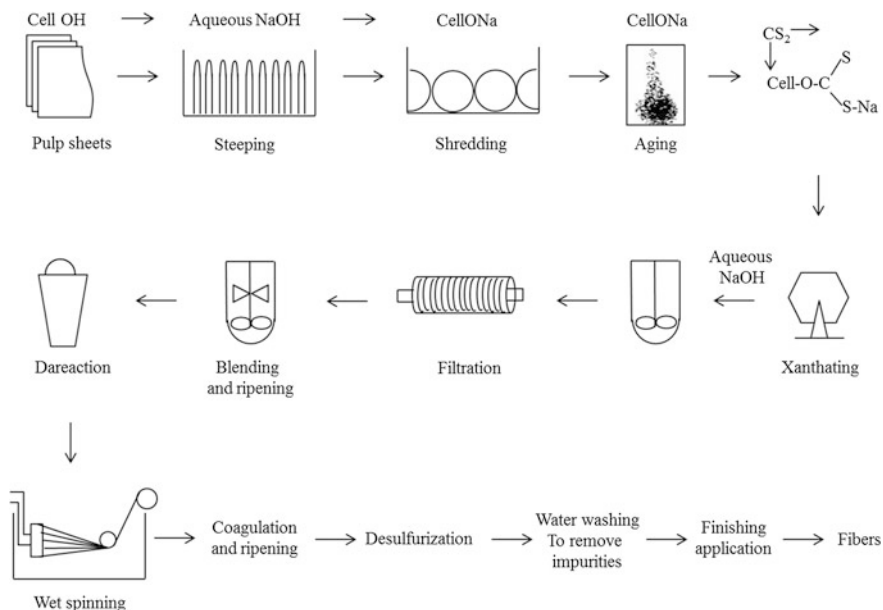 Cell OH
Aqueous NaOH
CellONa
CellONa
CS2
S
Cell-O-C
S-Na
Pulp sheets
Steeping
Shredding
Aging
Aqueous
NaOH
Dareaction
Blending
and ripening
Filtration
Xanthating
Coagulation
and ripening
Desulfurization
Water washing
To remove
impurities
Finishing
application
Fibers
Wet spinning